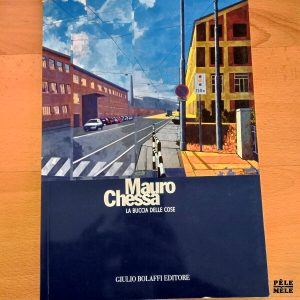 Mauro
Chessa
LA BUCCIA DELLE COSE
GIULIO BOLAFFI EDITORE
PÊLE
MÊLE